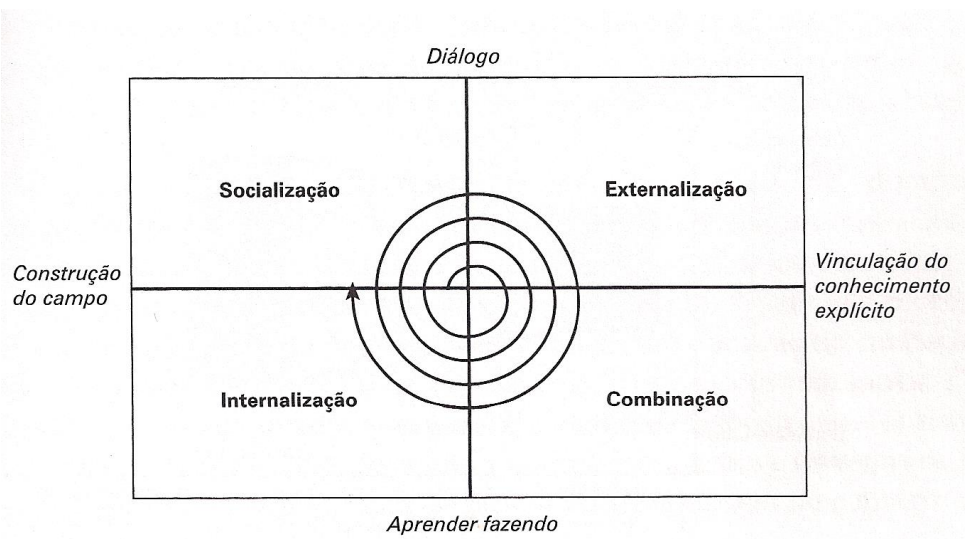 Diálogo
Socialização
Externalização
Construção
do campo
Vinculação do
conhecimento
explícito
Internalização
Combinação
Aprender fazendo